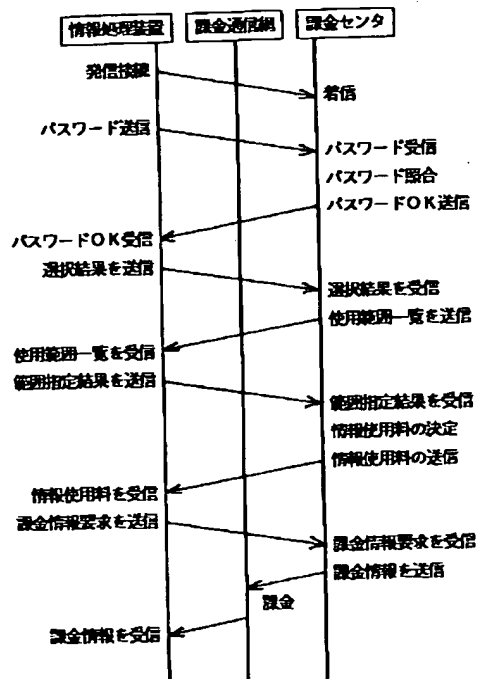 情報処理装置
課金通信網
課金センタ
発信接続
着信
パスワード送信
パスワード受信
パスワード照合
パスワードOK送信
パスワードOK受信
選択結果を送信
選択結果を受信
使用範囲一覧を送信
使用範囲一覧を受信
範囲指定結果を送信
範囲指定結果を受信
情報使用料の決定
情報使用料の送信
情報使用料を受信
課金情報要求を送信
課金情報要求を受信
課金情報を送信
課金
課金情報を受信